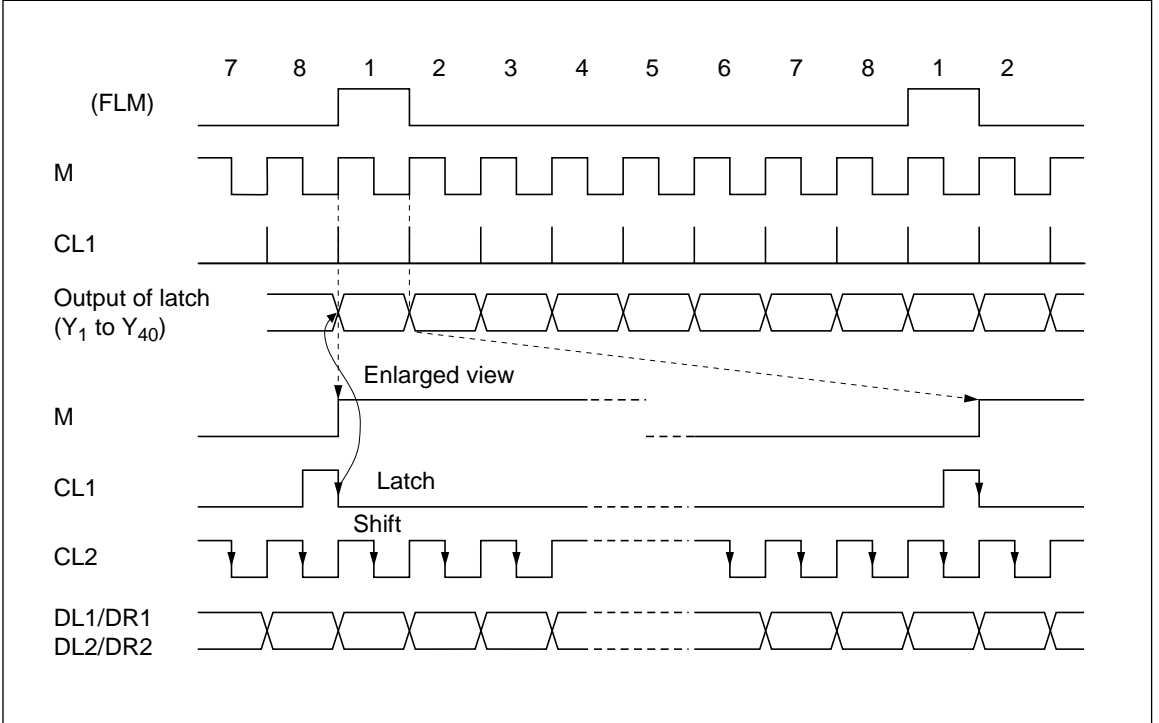 7 8 1 2 3 4 5 6 7 8 1 2
(FLM)
M
CL1
Output of latch
(Y1 to Y40)
Enlarged view
M
CL1 Latch
Shift
CL2
DL1/DR1
DL2/DR2